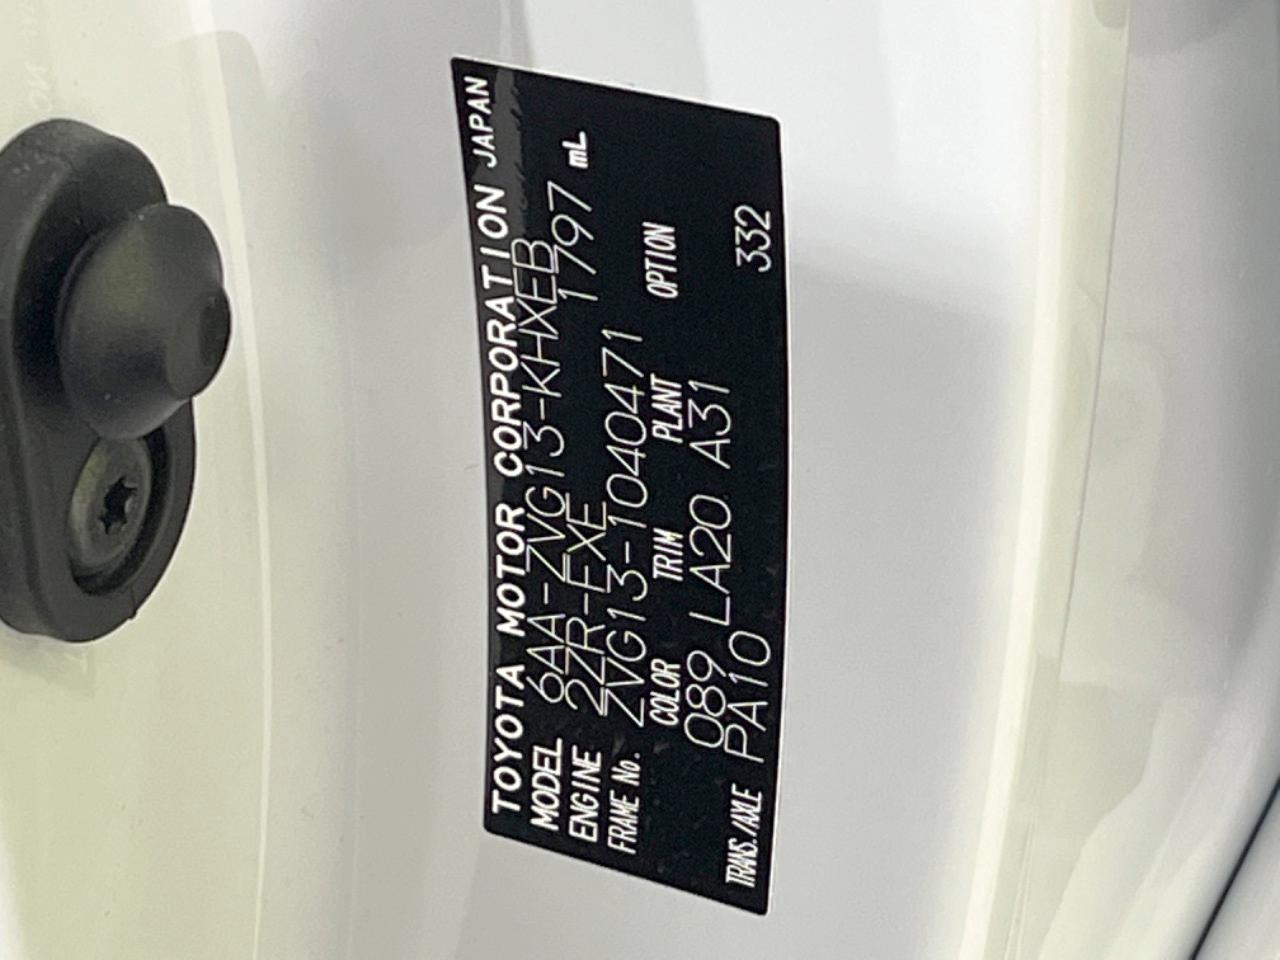 TOYOTA MOTOR CORPORATION JAPAN
MODEL 6AA-ZVG13-KHXEB
ENGINE 2ZR-FXE 1797 mL
FRAME No. ZVG13-1040471
COLOR TRIM PLANT OPTION
089 LA20 A31
TRANS./AXLE PA10 332